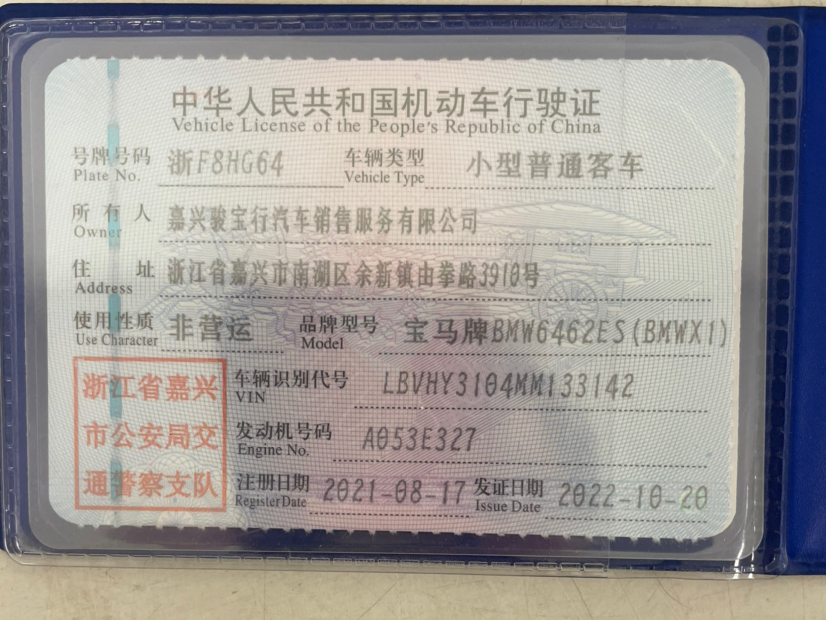 中华人民共和国机动车行驶证
Vehicle License of the People's Republic of China
号牌号码 浙F8HG64 车辆类型 小型普通客车
Plate No. Vehicle Type
所有人 嘉兴骏宝行汽车销售服务有限公司
Owner
住址 浙江省嘉兴市南湖区余新镇由拳路3910号
Address
使用性质 非营运 品牌型号 宝马牌BMW6462ES(BMWX1)
Use Character Model
浙江省嘉兴
市公安局交
通警察支队
车辆识别代号 LBVHY3104MM133142
VIN
发动机号码 A053E327
Engine No.
注册日期 2021-08-17 发证日期 2022-10-20
Register Date Issue Date